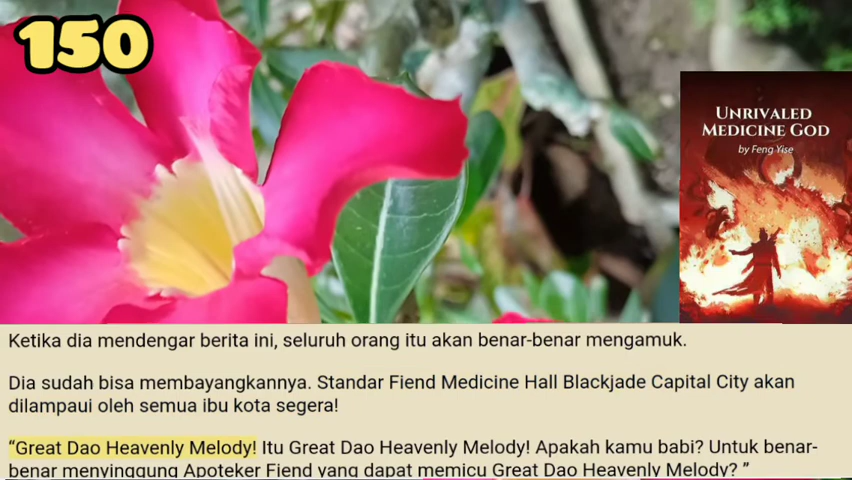 150
UNRIVALED
MEDICINE GOD
by Feng Yise
Ketika dia mendengar berita ini, seluruh orang itu akan benar-benar mengamuk.
Dia sudah bisa membayangkannya. Standar Fiend Medicine Hall Blackjade Capital City akan
dilampaui oleh semua ibu kota segera!
“Great Dao Heavenly Melody! Itu Great Dao Heavenly Melody! Apakah kamu babi? Untuk benar-
benar menyinggung Apoteker Fiend yang dapat memicu Great Dao Heavenly Melody? ”